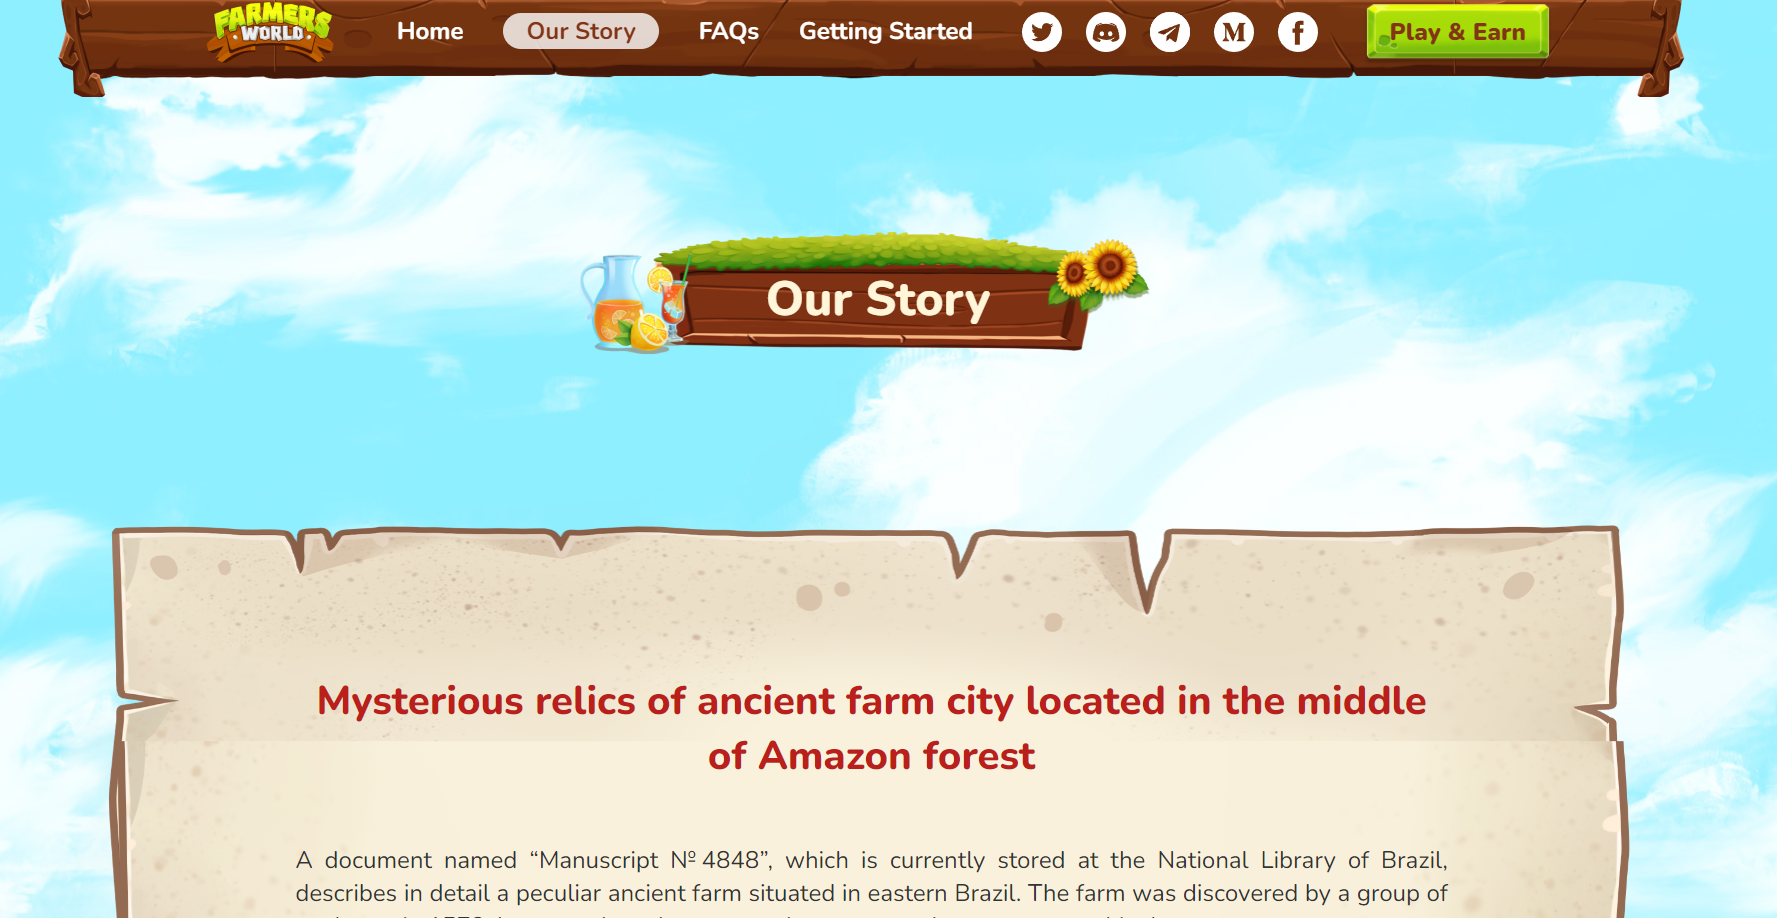 FARMERS
WORLD
Home
Our Story
FAQs
Getting Started
M
f
Play & Earn
Our Story
Mysterious relics of ancient farm city located in the middle
of Amazon forest
A document named “Manuscript Nº 4848”, which is currently stored at the National Library of Brazil,
describes in detail a peculiar ancient farm situated in eastern Brazil. The farm was discovered by a group of